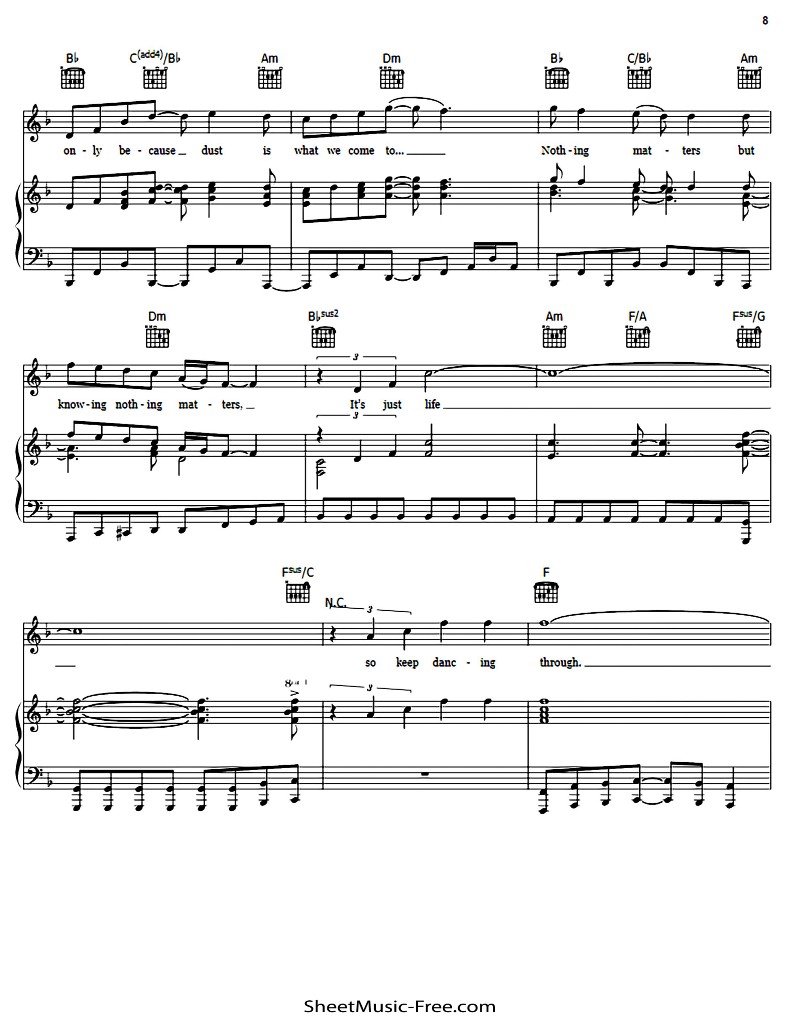 8
B♭ C(add4)/B♭ Am Dm B♭ C/B♭ Am
on - ly be - cause dust is what we come to... Noth - ing mat - ters but
Dm B♭sus2 Am F/A Fsus/G
3
know - ing noth - ing mat - ters, It's just life
3
Fsus/C N.C. F
3
so keep danc - ing through.
3
SheetMusic-Free.com